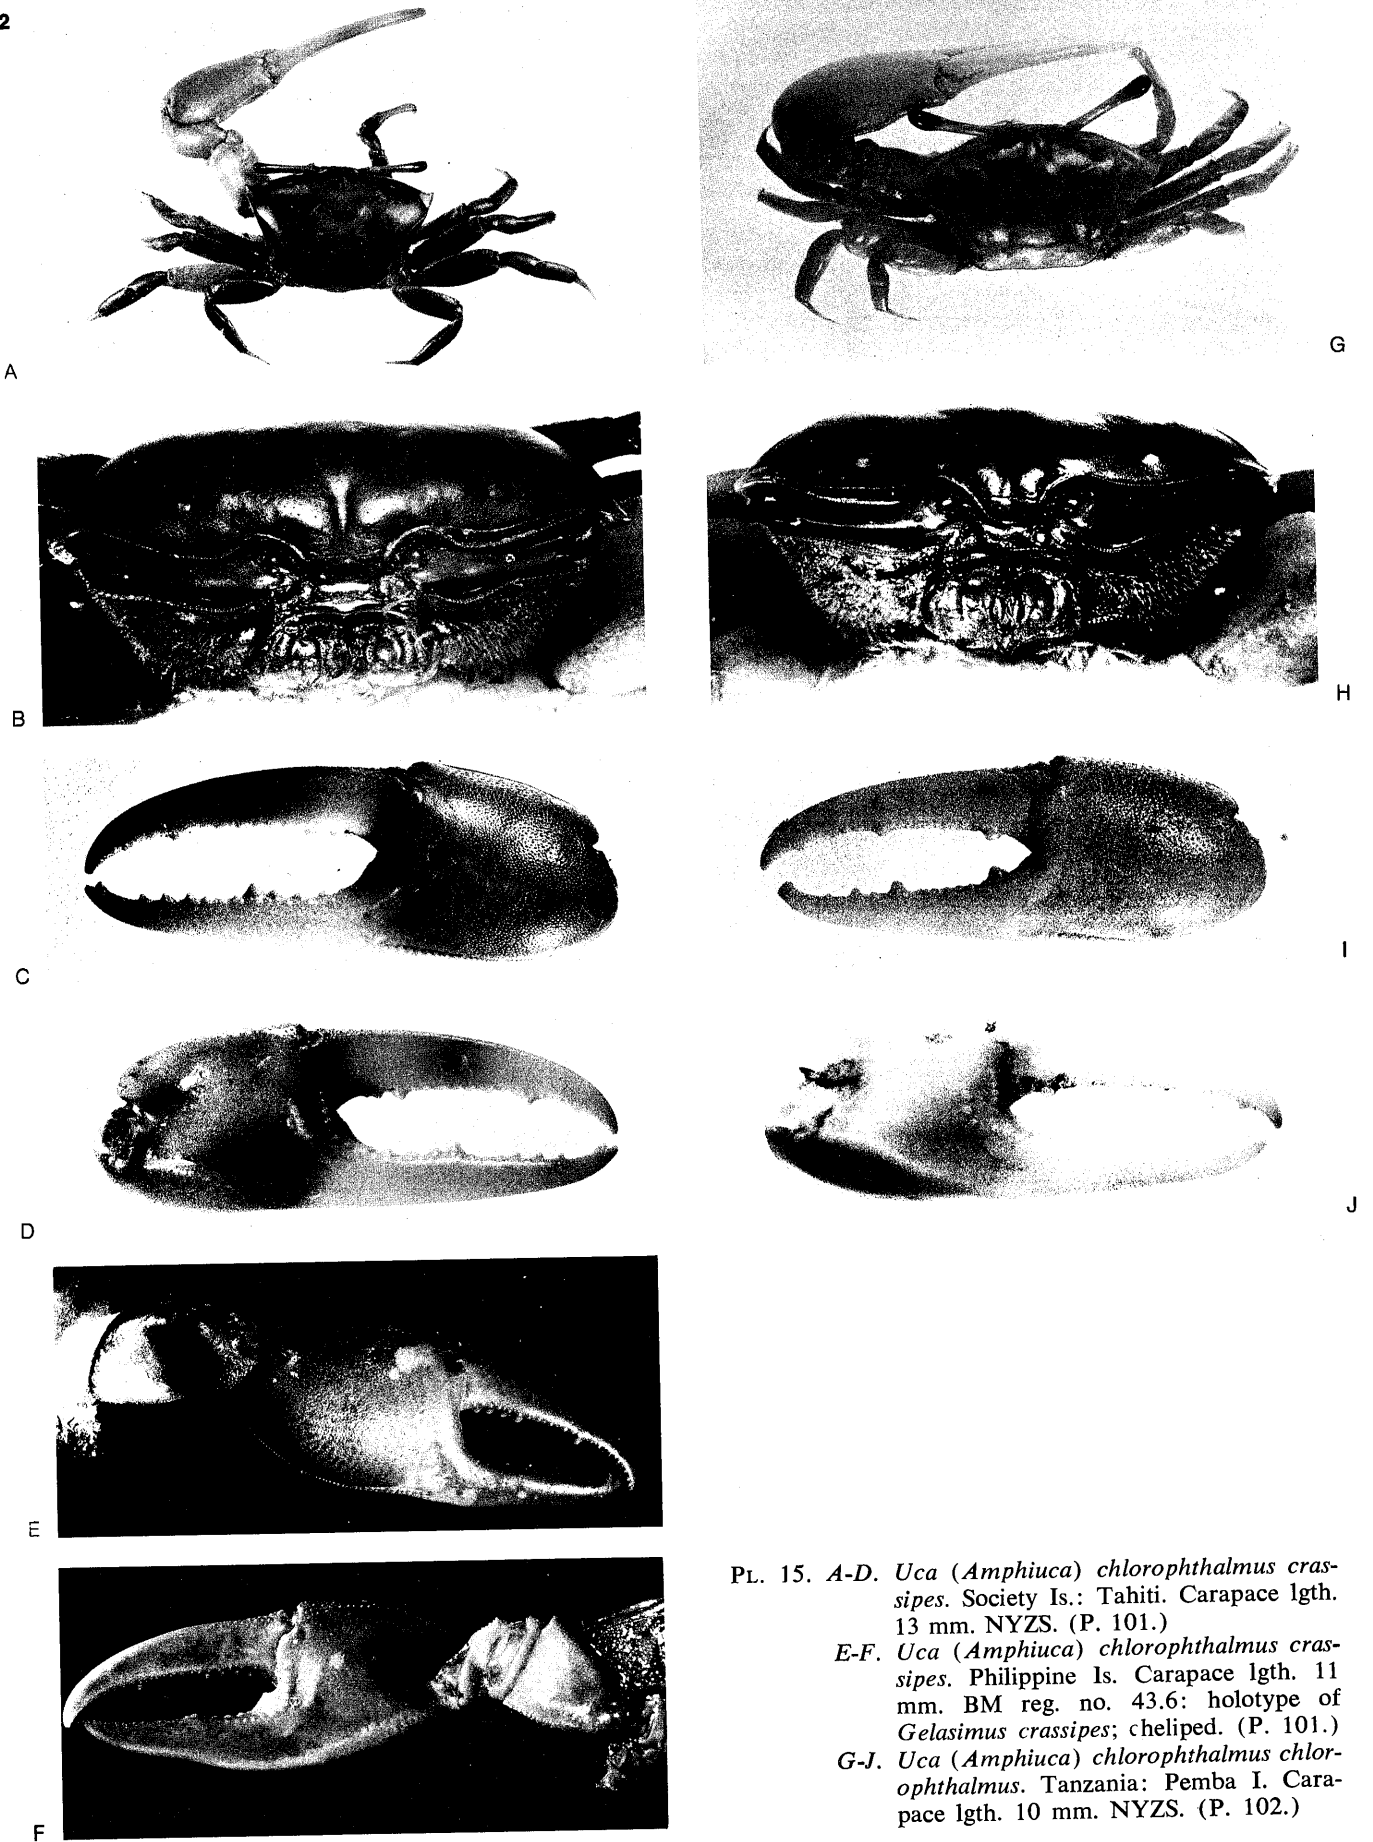 2
A
G
B
H
C
I
D
J
E
F
PL. 15. A-D. Uca (Amphiuca) chlorophthalmus cras-
sipes. Society Is.: Tahiti. Carapace lgth.
13 mm. NYZS. (P. 101.)
E-F. Uca (Amphiuca) chlorophthalmus cras-
sipes. Philippine Is. Carapace lgth. 11
mm. BM reg. no. 43.6: holotype of
Gelasimus crassipes; cheliped. (P. 101.)
G-J. Uca (Amphiuca) chlorophthalmus chlor-
ophthalmus. Tanzania: Pemba I. Cara-
pace lgth. 10 mm. NYZS. (P. 102.)